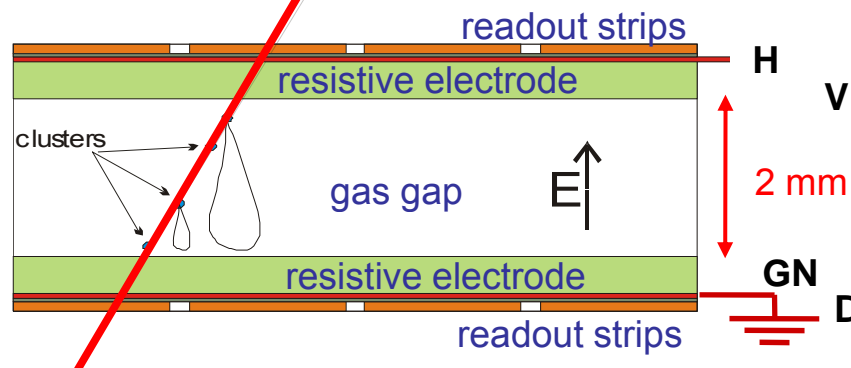 readout strips
H
V
resistive electrode
clusters
gas gap
E
2 mm
resistive electrode
GN
D
readout strips